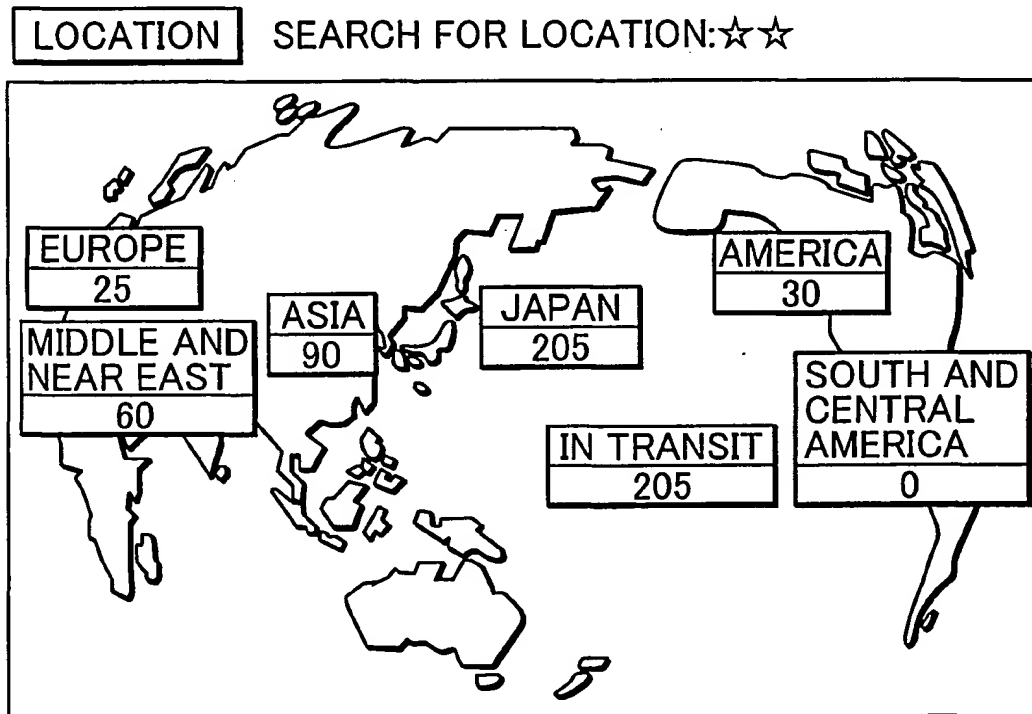 LOCATION SEARCH FOR LOCATION:☆☆
EUROPE
25
MIDDLE AND
NEAR EAST
60
ASIA
90
JAPAN
205
AMERICA
30
IN TRANSIT
205
SOUTH AND
CENTRAL
AMERICA
0